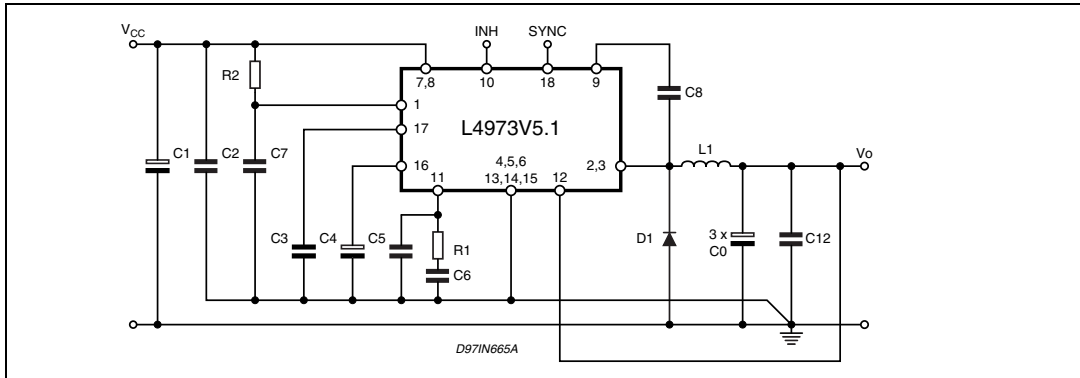 V_CC
INH
SYNC
R2
7,8
10
18
9
C8
1
17
L4973V5.1
C1
C2
C7
16
4,5,6
2,3
L1
Vo
11
13,14,15
12
C3
C4
C5
R1
D1
3 x
C0
C12
C6
D97IN665A